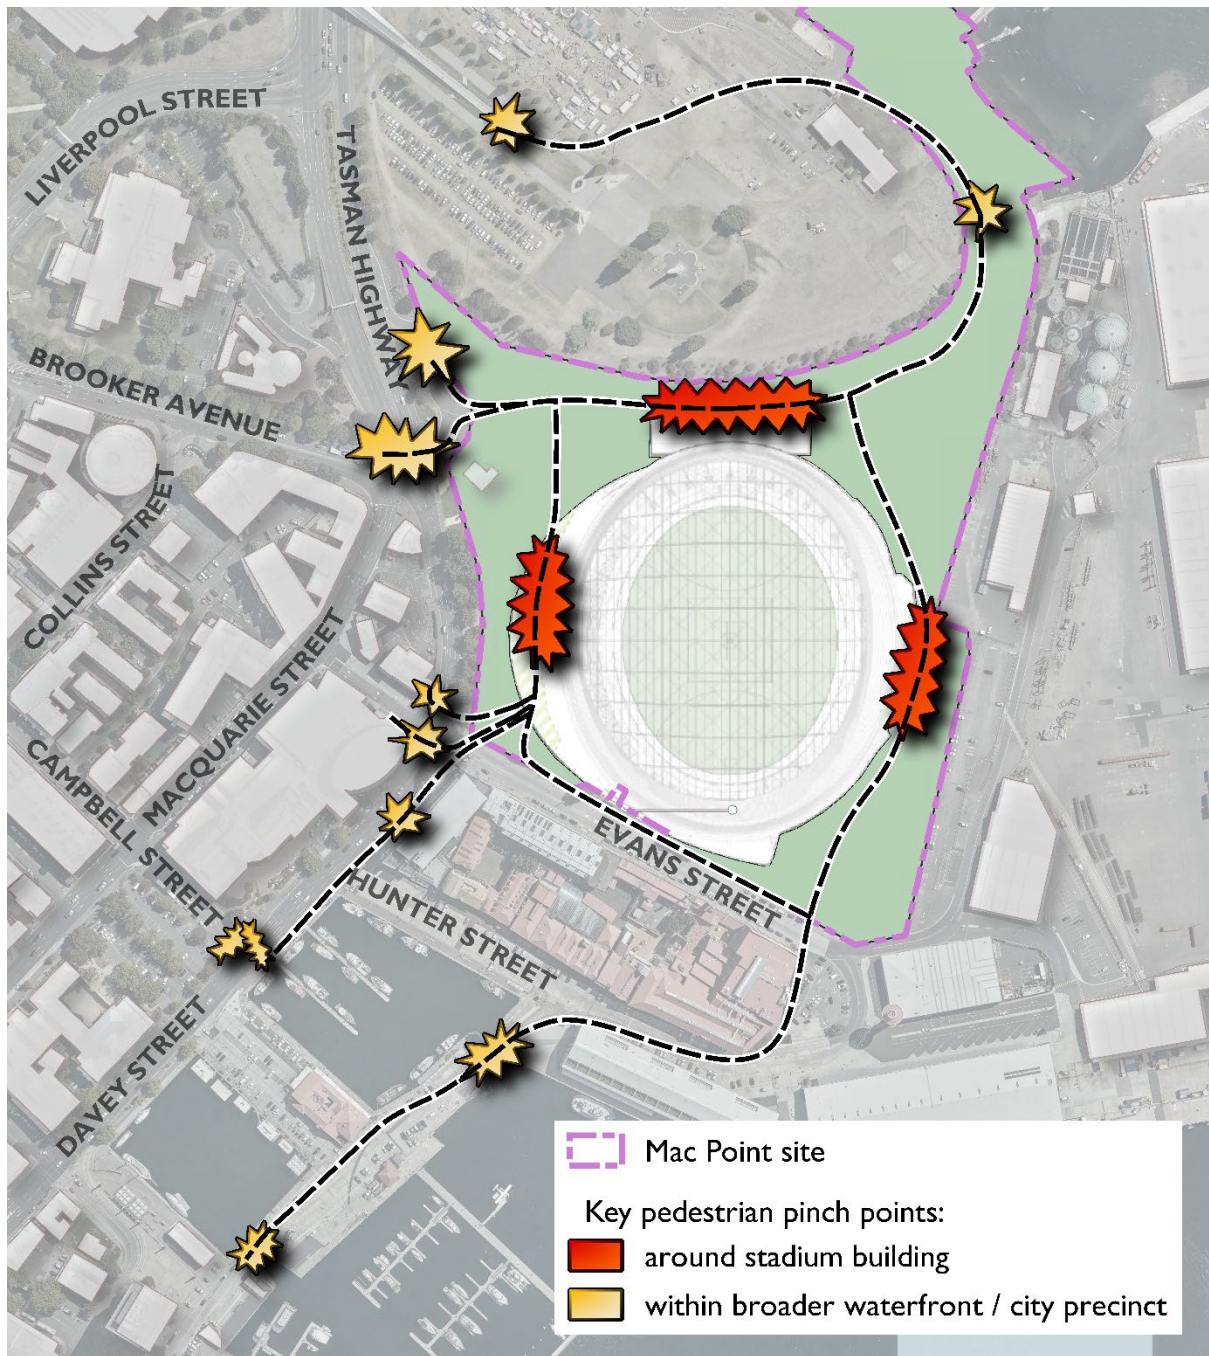 LIVERPOOL STREET
TASMAN HIGHWAY
BROOKER AVENUE
COLLINS STREET
MACQUARIE STREET
CAMPBELL STREET
EVANS STREET
HUNTER STREET
DAVEY STREET
Mac Point site
Key pedestrian pinch points:
around stadium building
within broader waterfront / city precinct